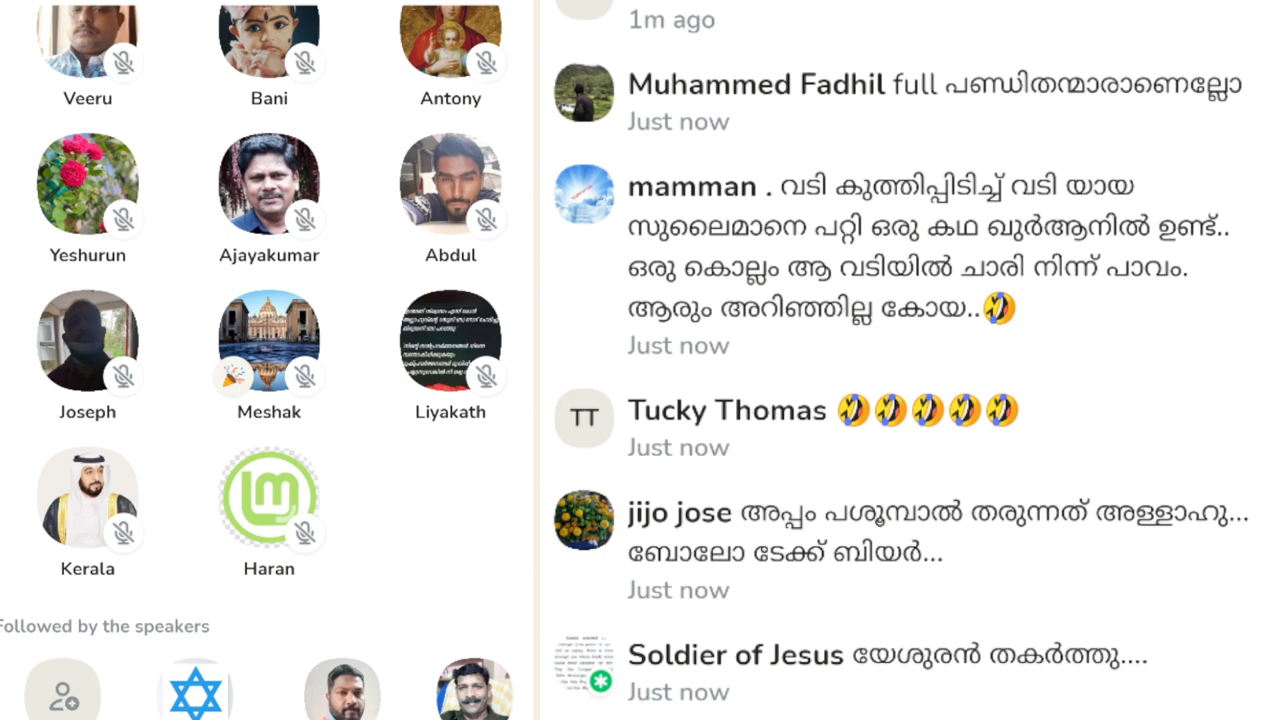 Veeru
Bani
Antony
Yeshurun
Ajayakumar
Abdul
Joseph
Meshak
Liyakath
Kerala
Haran
Followed by the speakers
1m ago
Muhammed Fadhil full പണ്ഡിതന്മാരാണെല്ലോ
Just now
mamman . വടി കുത്തിപ്പിടിച്ച് വടി യായ
സുലൈമാനെ പറ്റി ഒരു കഥ ഖുർആനിൽ ഉണ്ട്..
ഒരു കൊല്ലം ആ വടിയിൽ ചാരി നിന്ന് പാവം.
ആരും അറിഞ്ഞില്ല കോയ..🤣
Just now
TT
Tucky Thomas 🤣🤣🤣🤣🤣
Just now
jijo jose അപ്പം പശൂമ്പാൽ തരുന്നത് അള്ളാഹു...
ബോലോ ടേക്ക് ബിയർ...
Just now
Soldier of Jesus യേശുരൻ തകർത്തു....
Just now